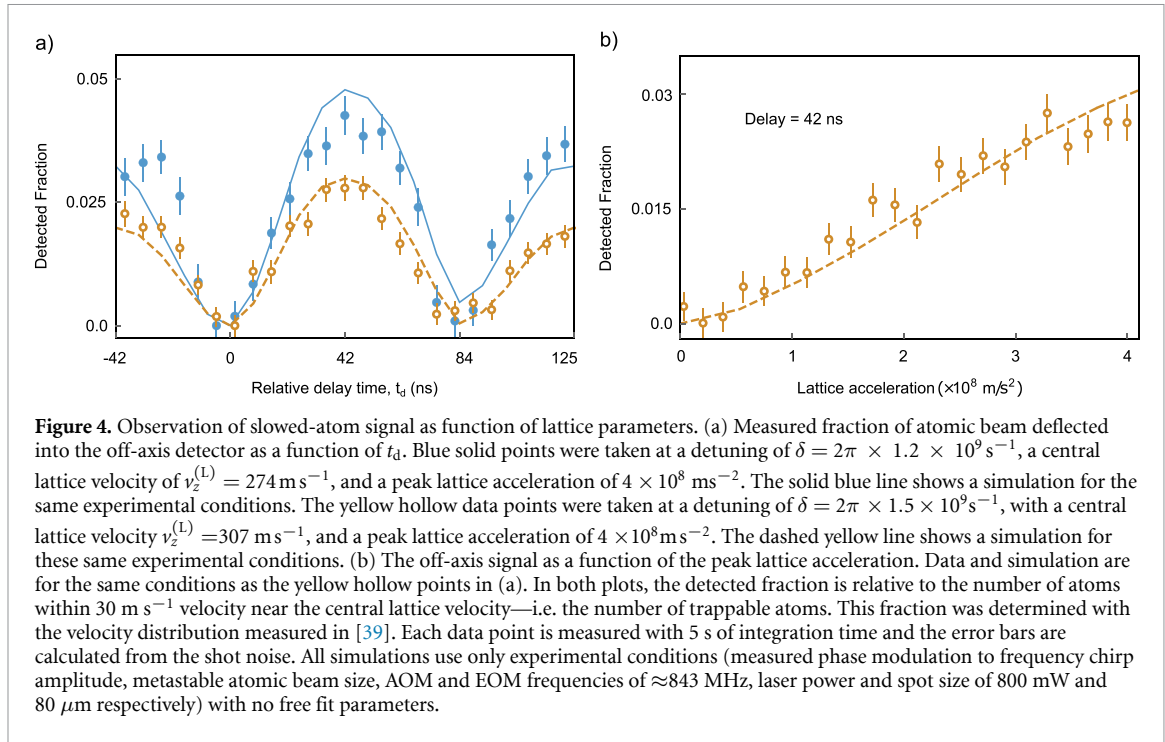 a)
0.05
0.025
0.0
Detected Fraction
-42 0 42 84 125
Relative delay time, t_d (ns)
b)
Delay = 42 ns
0.03
0.015
0.0
Detected Fraction
0 1 2 3 4
Lattice acceleration (×10⁸ m/s²)
Figure 4. Observation of slowed-atom signal as function of lattice parameters. (a) Measured fraction of atomic beam deflected
into the off-axis detector as a function of t_d. Blue solid points were taken at a detuning of δ = 2π × 1.2 × 10⁹ s⁻¹, a central
lattice velocity of v_z^(L) = 274 m s⁻¹, and a peak lattice acceleration of 4 × 10⁸ ms⁻². The solid blue line shows a simulation for the
same experimental conditions. The yellow hollow data points were taken at a detuning of δ = 2π × 1.5 × 10⁹s⁻¹, with a central
lattice velocity v_z^(L) =307 m s⁻¹, and a peak lattice acceleration of 4 ×10⁸m s⁻². The dashed yellow line shows a simulation for
these same experimental conditions. (b) The off-axis signal as a function of the peak lattice acceleration. Data and simulation are
for the same conditions as the yellow hollow points in (a). In both plots, the detected fraction is relative to the number of atoms
within 30 m s⁻¹ velocity near the central lattice velocity—i.e. the number of trappable atoms. This fraction was determined with
the velocity distribution measured in [39]. Each data point is measured with 5 s of integration time and the error bars are
calculated from the shot noise. All simulations use only experimental conditions (measured phase modulation to frequency chirp
amplitude, metastable atomic beam size, AOM and EOM frequencies of ≈843 MHz, laser power and spot size of 800 mW and
80 μm respectively) with no free fit parameters.